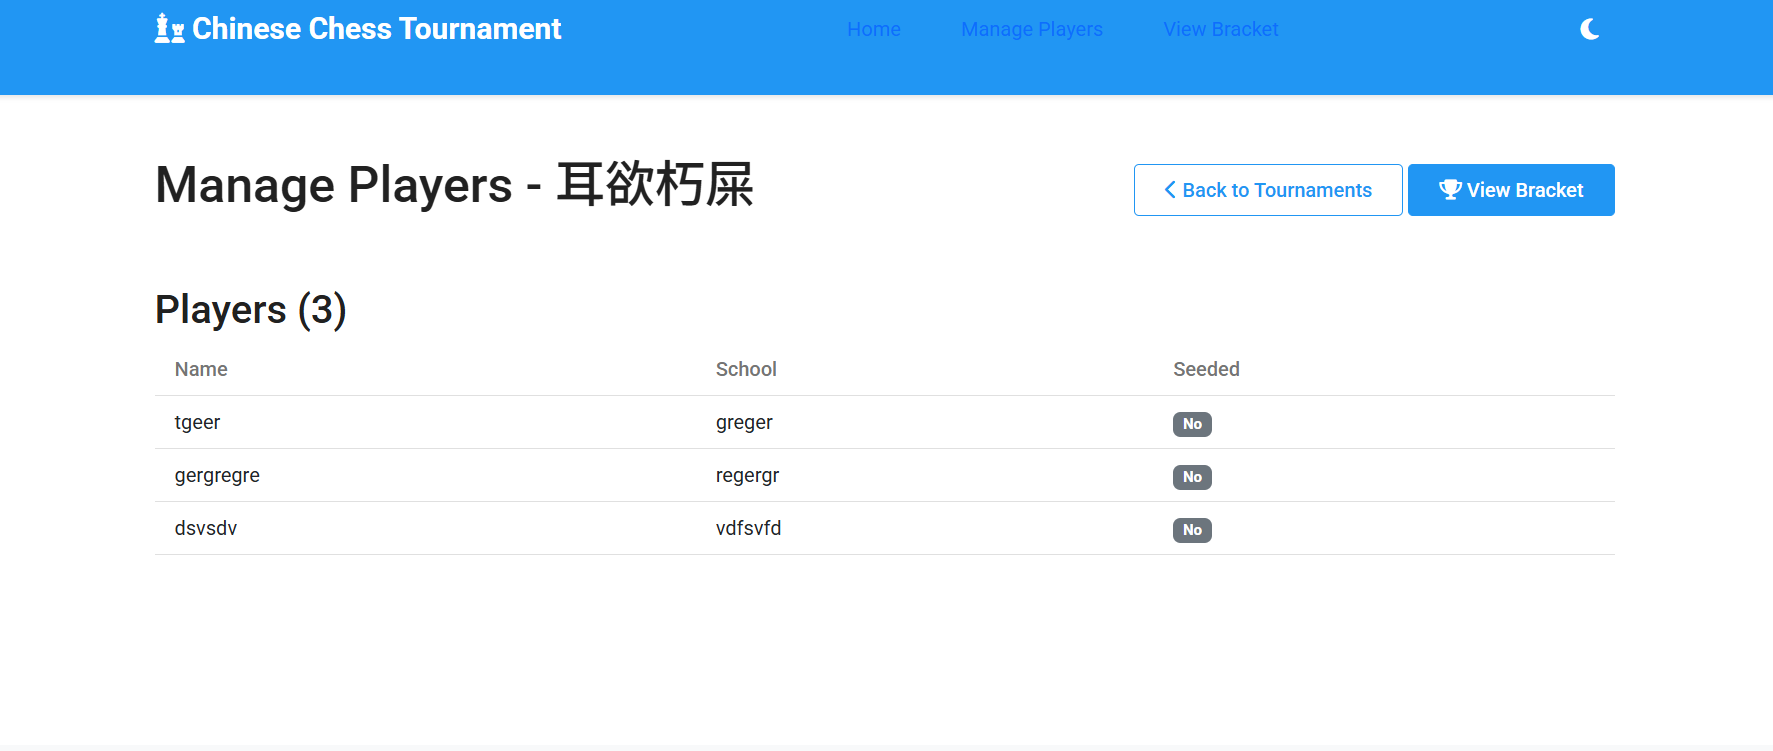 Chinese Chess Tournament Home Manage Players View Bracket
Manage Players - 耳欲朽屎 Back to Tournaments View Bracket
Players (3)
Name School Seeded
tgeer greger No
gergregre regergr No
dsvsdv vdfsvfd No